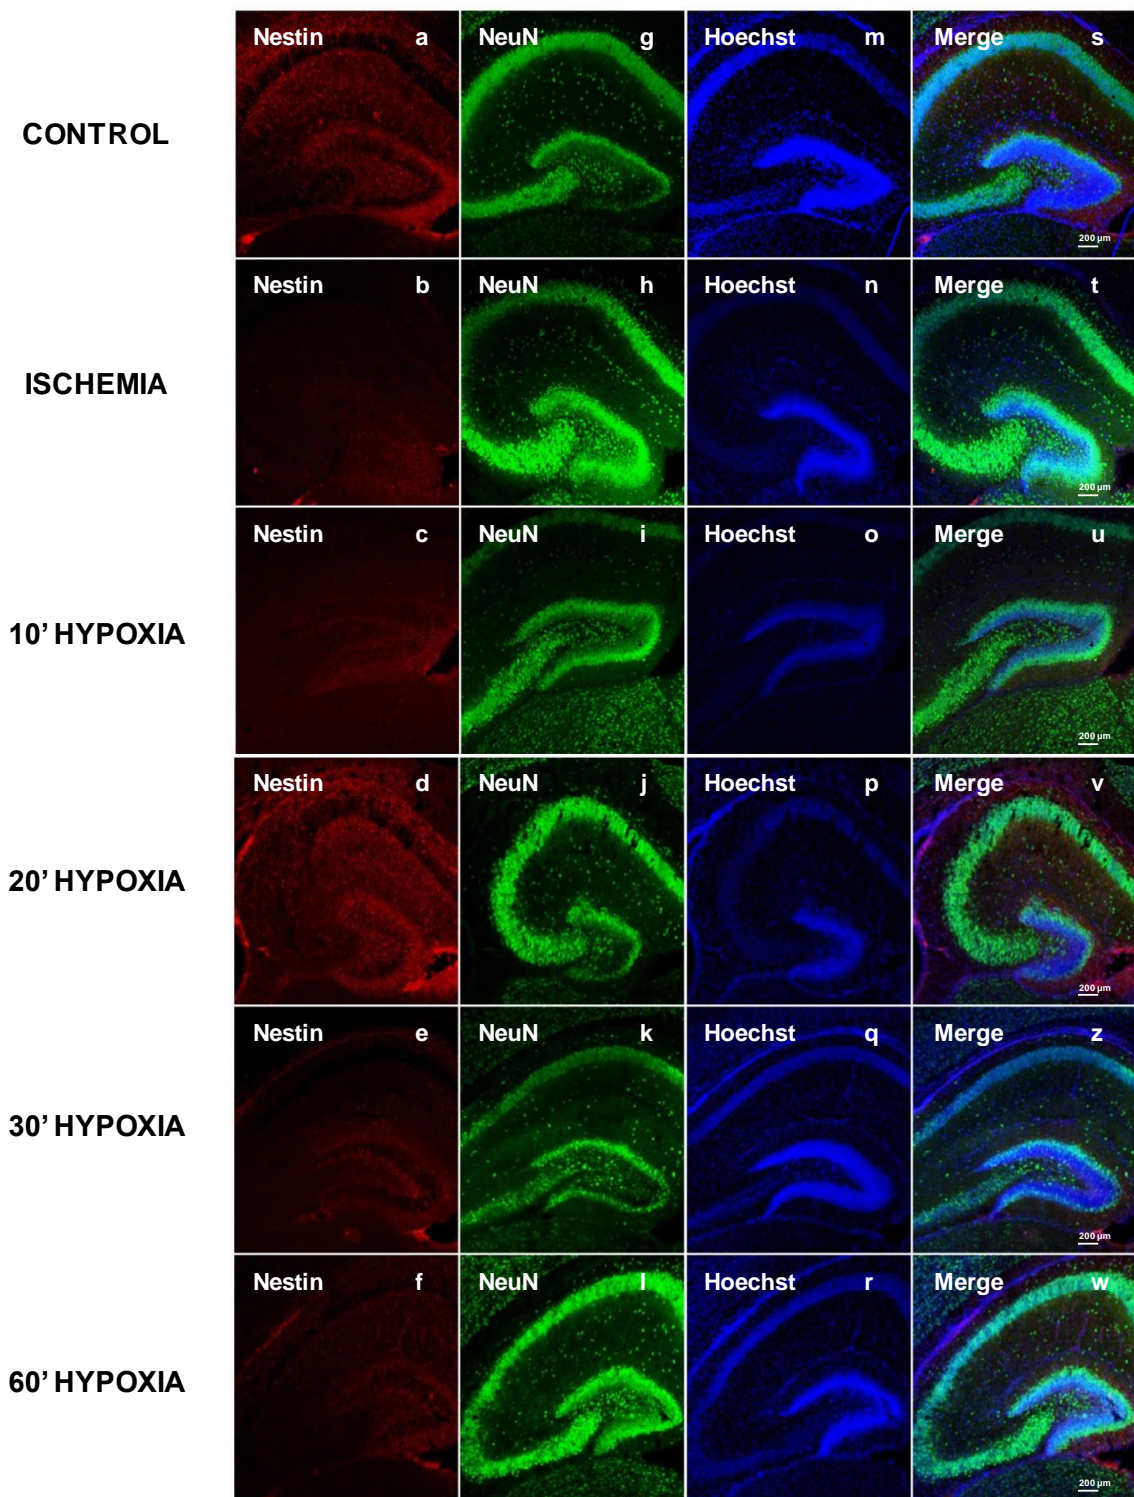 Nestin a NeuN g Hoechst m Merge s
CONTROL
200 µm
Nestin b NeuN h Hoechst n Merge t
ISCHEMIA
200 µm
Nestin c NeuN i Hoechst o Merge u
10’ HYPOXIA
200 µm
Nestin d NeuN j Hoechst p Merge v
20’ HYPOXIA
200 µm
Nestin e NeuN k Hoechst q Merge z
30’ HYPOXIA
200 µm
Nestin f NeuN l Hoechst r Merge w
60’ HYPOXIA
200 µm